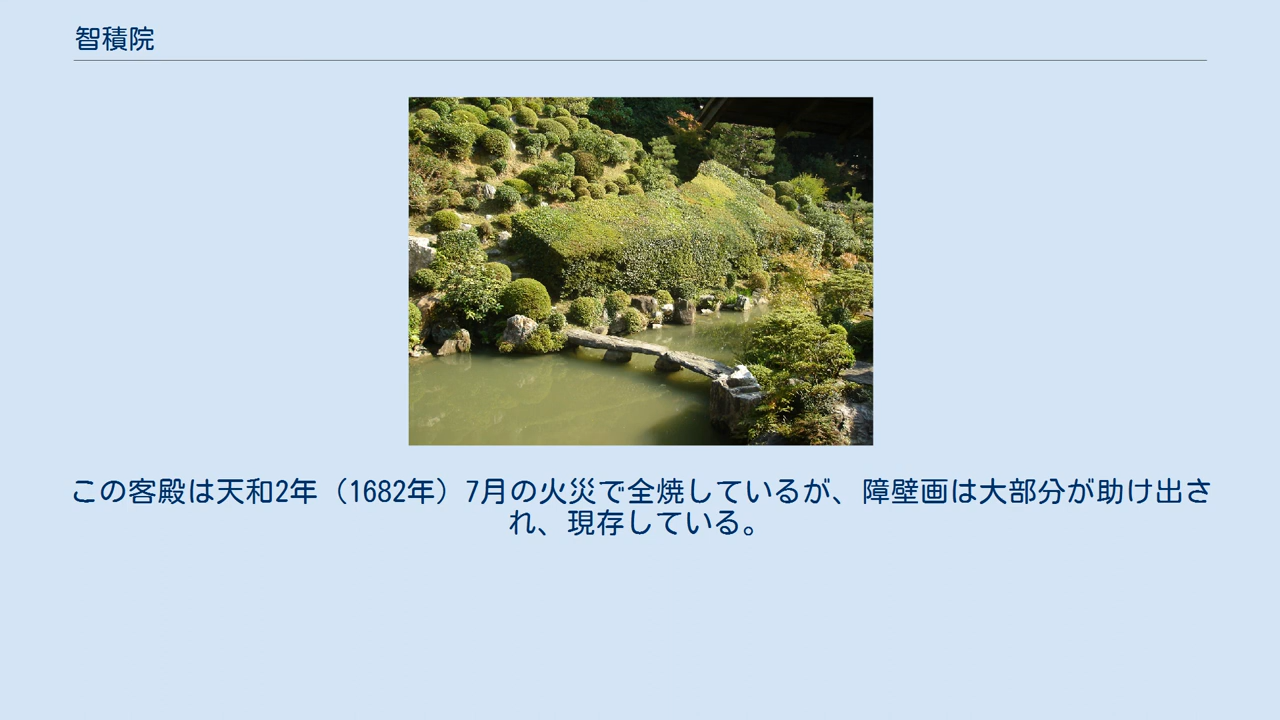 智積院
この客殿は天和2年（1682年）7月の火災で全焼しているが、障壁画は大部分が助け出さ
れ、現存している。